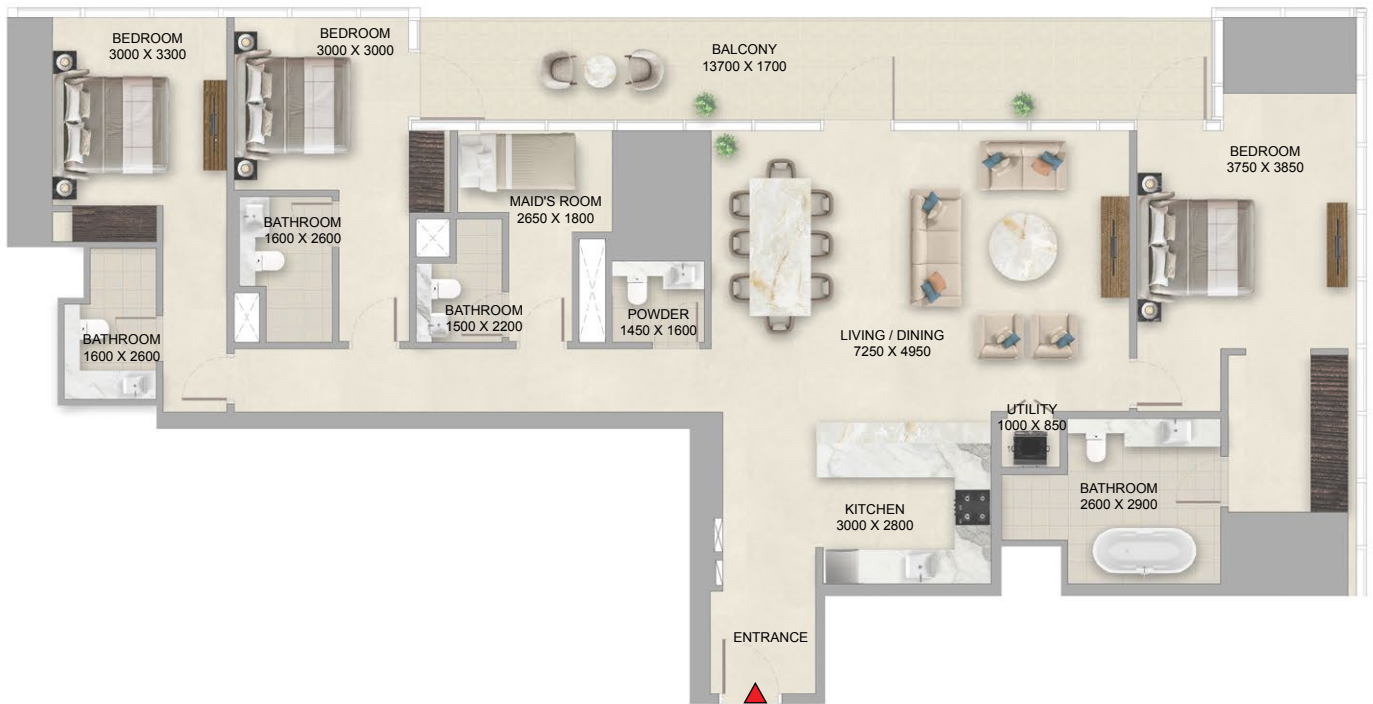 BEDROOM
3000 X 3300
BEDROOM
3000 X 3000
BALCONY
13700 X 1700
BEDROOM
3750 X 3850
MAID'S ROOM
2650 X 1800
BATHROOM
1600 X 2600
BATHROOM
1500 X 2200
POWDER
1450 X 1600
BATHROOM
1600 X 2600
LIVING / DINING
7250 X 4950
UTILITY
1000 X 850
BATHROOM
2600 X 2900
KITCHEN
3000 X 2800
ENTRANCE